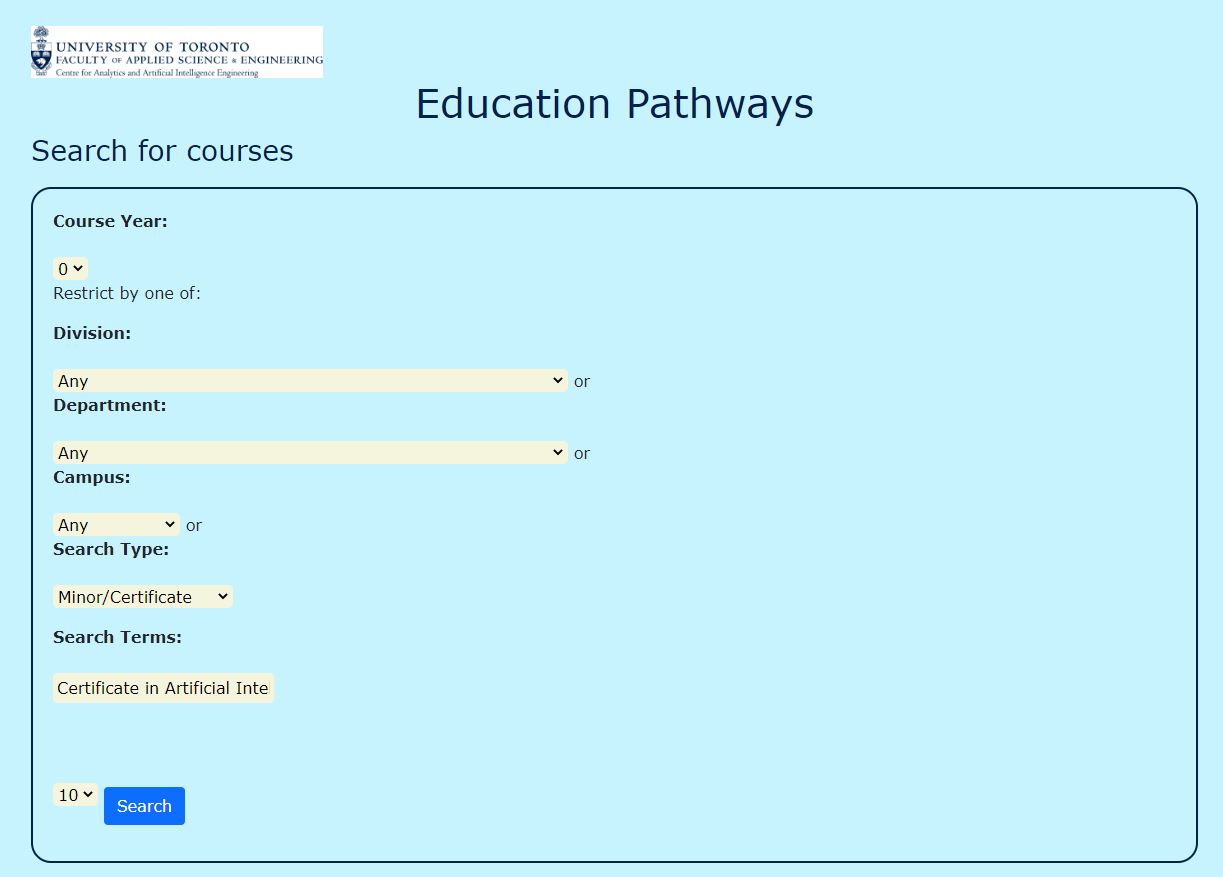 UNIVERSITY OF TORONTO
FACULTY OF APPLIED SCIENCE & ENGINEERING
Centre for Analytics and Artificial Intelligence Engineering
Education Pathways
Search for courses
Course Year:
0
Restrict by one of:
Division:
Any or
Department:
Any or
Campus:
Any or
Search Type:
Minor/Certificate
Search Terms:
Certificate in Artificial Inte
10 Search